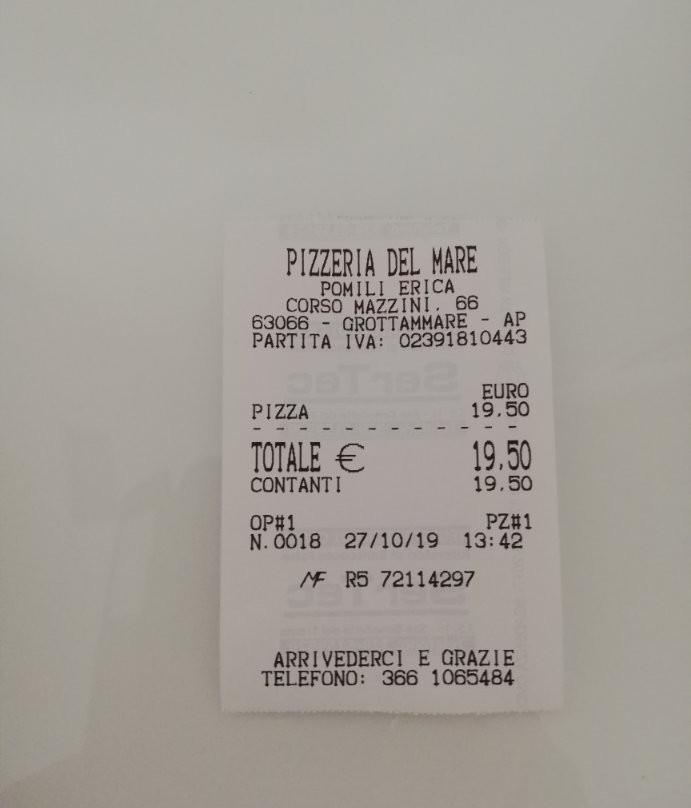 PIZZERIA DEL MARE
POMILI ERICA
CORSO MAZZINI, 66
63066 - GROTTAMMARE - AP
PARTITA IVA: 02391810443
EURO
PIZZA 19,50
- - - - - - - - - - - - - - -
TOTALE € 19,50
CONTANTI 19,50
OP#1 PZ#1
N.0018 27/10/19 13:42
MF R5 72114297
ARRIVEDERCI E GRAZIE
TELEFONO: 366 1065484
SerTec
SerTec